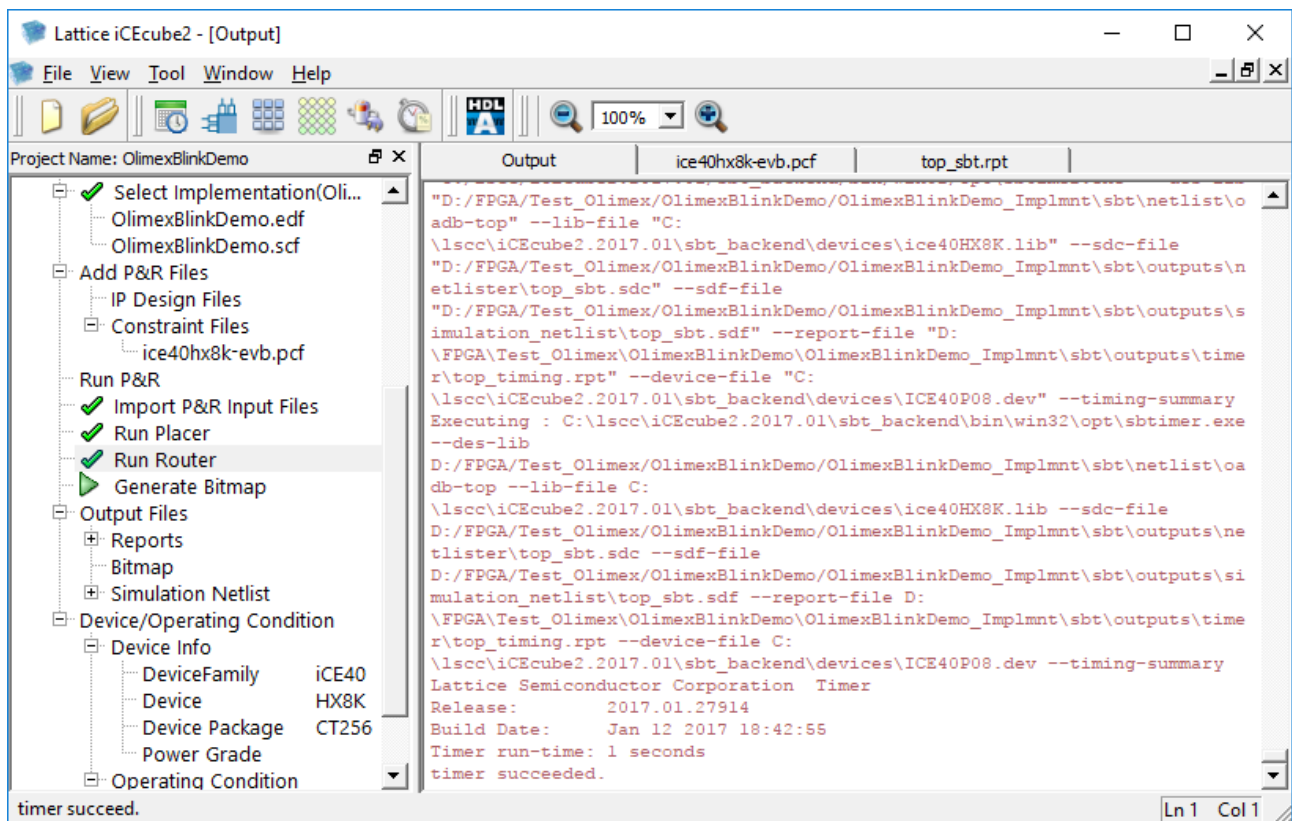 Lattice iCEcube2 - [Output]
File View Tool Window Help
HDL
100%
Project Name: OlimexBlinkDemo
Select Implementation(Oli...
OlimexBlinkDemo.edf
OlimexBlinkDemo.scf
Add P&R Files
IP Design Files
Constraint Files
ice40hx8k-evb.pcf
Run P&R
Import P&R Input Files
Run Placer
Run Router
Generate Bitmap
Output Files
Reports
Bitmap
Simulation Netlist
Device/Operating Condition
Device Info
DeviceFamily iCE40
Device HX8K
Device Package CT256
Power Grade
Operating Condition
Output ice40hx8k-evb.pcf top_sbt.rpt
"D:/FPGA/Test_Olimex/OlimexBlinkDemo/OlimexBlinkDemo_Implmnt\sbt\netlist\o
adb-top" --lib-file "C:
\lscc\iCEcube2.2017.01\sbt_backend\devices\ice40HX8K.lib" --sdc-file
"D:/FPGA/Test_Olimex/OlimexBlinkDemo/OlimexBlinkDemo_Implmnt\sbt\outputs\n
etlister\top_sbt.sdc" --sdf-file
"D:/FPGA/Test_Olimex/OlimexBlinkDemo/OlimexBlinkDemo_Implmnt\sbt\outputs\s
imulation_netlist\top_sbt.sdf" --report-file "D:
\FPGA\Test_Olimex\OlimexBlinkDemo\OlimexBlinkDemo_Implmnt\sbt\outputs\time
r\top_timing.rpt" --device-file "C:
\lscc\iCEcube2.2017.01\sbt_backend\devices\ICE40P08.dev" --timing-summary
Executing : C:\lscc\iCEcube2.2017.01\sbt_backend\bin\win32\opt\sbtimer.exe
--des-lib
D:/FPGA/Test_Olimex/OlimexBlinkDemo/OlimexBlinkDemo_Implmnt\sbt\netlist\oa
db-top --lib-file C:
\lscc\iCEcube2.2017.01\sbt_backend\devices\ice40HX8K.lib --sdc-file
D:/FPGA/Test_Olimex/OlimexBlinkDemo/OlimexBlinkDemo_Implmnt\sbt\outputs\ne
tlister\top_sbt.sdc --sdf-file
D:/FPGA/Test_Olimex/OlimexBlinkDemo/OlimexBlinkDemo_Implmnt\sbt\outputs\si
mulation_netlist\top_sbt.sdf --report-file D:
\FPGA\Test_Olimex\OlimexBlinkDemo\OlimexBlinkDemo_Implmnt\sbt\outputs\time
r\top_timing.rpt --device-file C:
\lscc\iCEcube2.2017.01\sbt_backend\devices\ICE40P08.dev --timing-summary
Lattice Semiconductor Corporation Timer
Release: 2017.01.27914
Build Date: Jan 12 2017 18:42:55
Timer run-time: 1 seconds
timer succeeded.
timer succeed.
Ln 1 Col 1